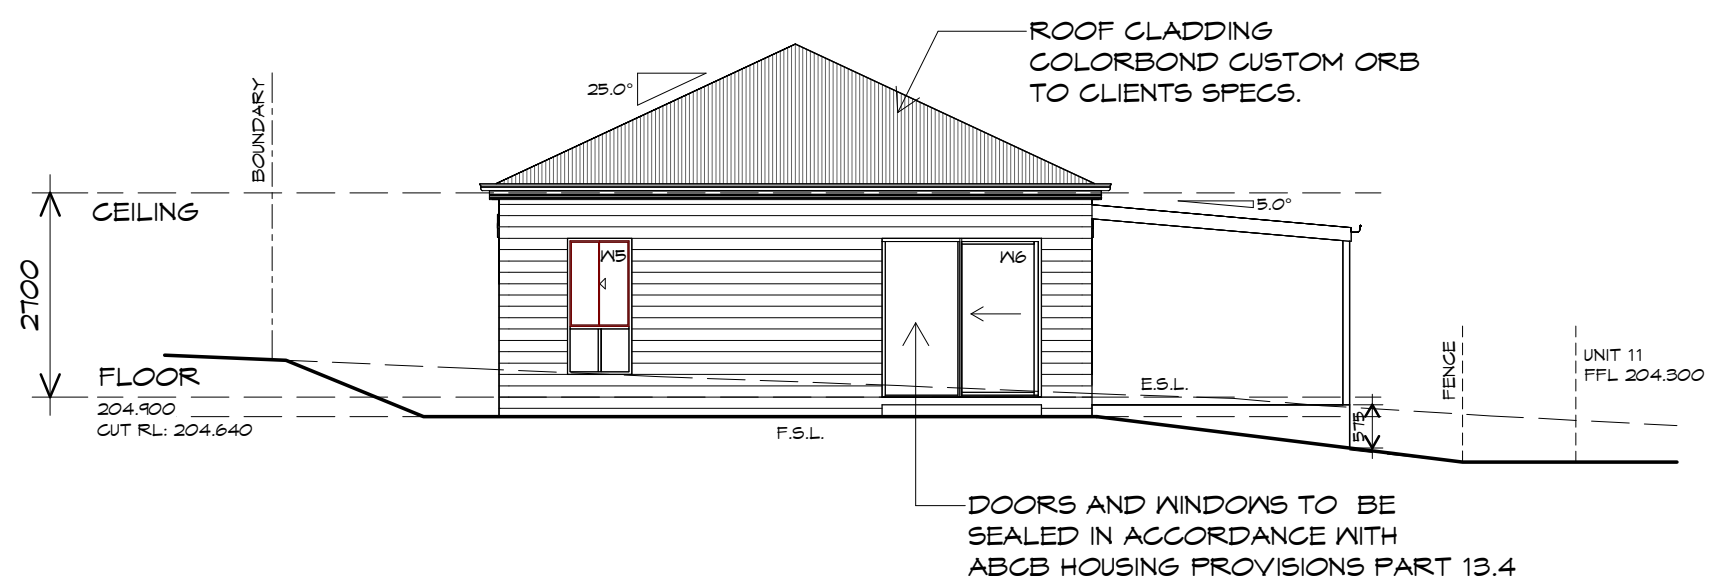 ROOF CLADDING
COLORBOND CUSTOM ORB
TO CLIENTS SPECS.
25.0°
BOUNDARY
CEILING
5.0°
2700
W5
W6
FLOOR
204.900
CUT RL: 204.640
E.S.L.
F.S.L.
575
FENCE
UNIT 11
FFL 204.300
DOORS AND WINDOWS TO BE
SEALED IN ACCORDANCE WITH
ABCB HOUSING PROVISIONS PART 13.4